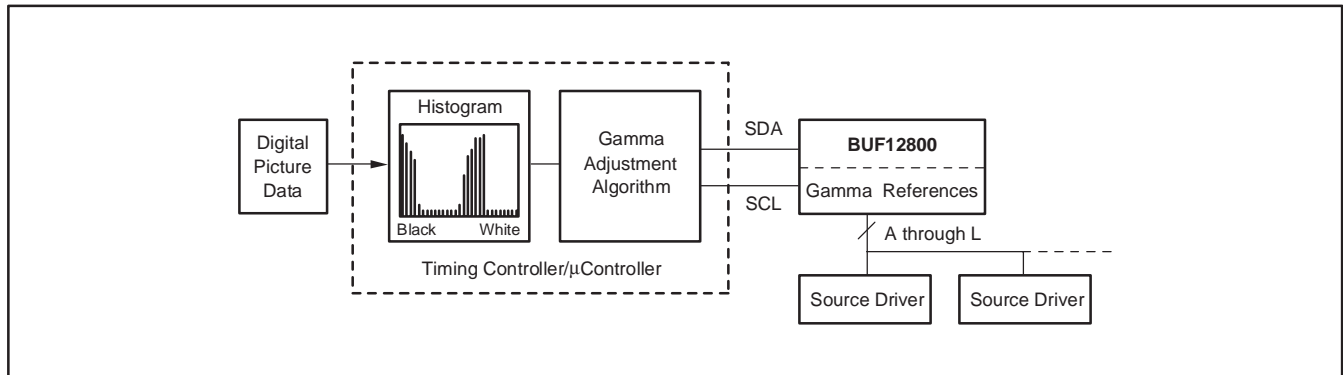 Digital
Picture
Data
Histogram
Black White
Gamma
Adjustment
Algorithm
Timing Controller/μController
SDA
SCL
BUF12800
Gamma References
A through L
Source Driver
Source Driver